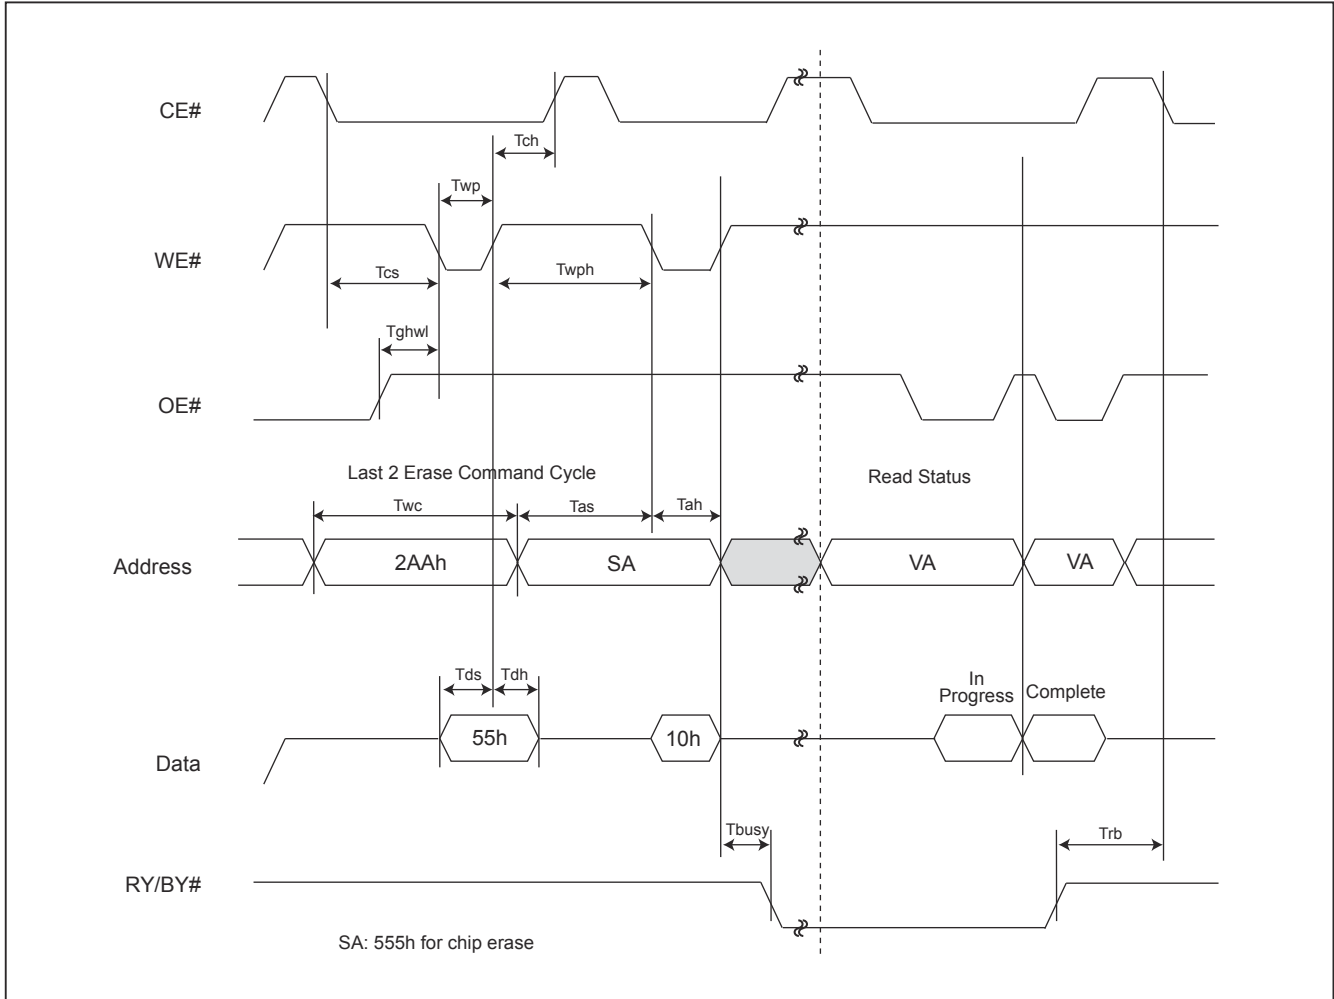 CE#
Tch
Twp
WE#
Tcs
Twph
Tghwl
OE#
Last 2 Erase Command Cycle
Read Status
Twc
Tas
Tah
Address
2AAh
SA
VA
VA
Tds
Tdh
In
Progress
Complete
Data
55h
10h
Tbusy
Trb
RY/BY#
SA: 555h for chip erase